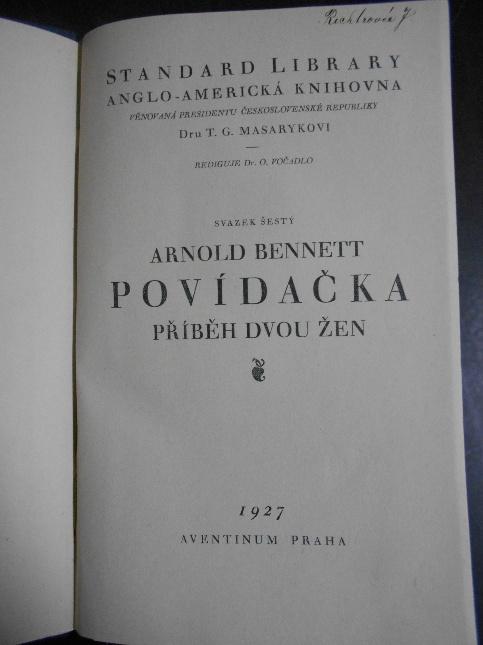 STANDARD LIBRARY
ANGLO-AMERICKÁ KNIHOVNA
VĚNOVANÁ PRESIDENTU ČESKOSLOVENSKÉ REPUBLIKY
Dru T. G. MASARYKOVI
—
REDIGUJE Dr. O. VOČADLO
SVAZEK ŠESTÝ
ARNOLD BENNETT
POVÍDAČKA
PŘÍBĚH DVOU ŽEN
1927
AVENTINUM PRAHA